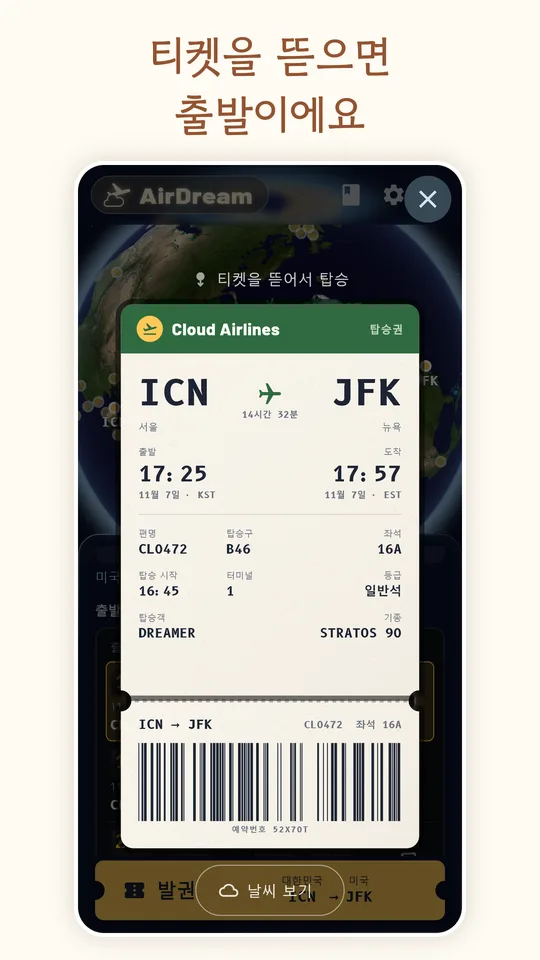 티켓을 뜯으면
출발이에요
AirDream
티켓을 뜯어서 탑승
Cloud Airlines 탑승권
ICN JFK
14시간 32분
서울 뉴욕
출발 도착
17:25 17:57
11월 7일 · KST 11월 7일 · EST
편명 탑승구 좌석
CL0472 B46 16A
탑승 시작 터미널 등급
16:45 1 일반석
탑승객 기종
DREAMER STRATOS 90
ICN → JFK CL0472 좌석 16A
예약번호 52X70T
발권 대한민국 미국
ICN → JFK
날씨 보기